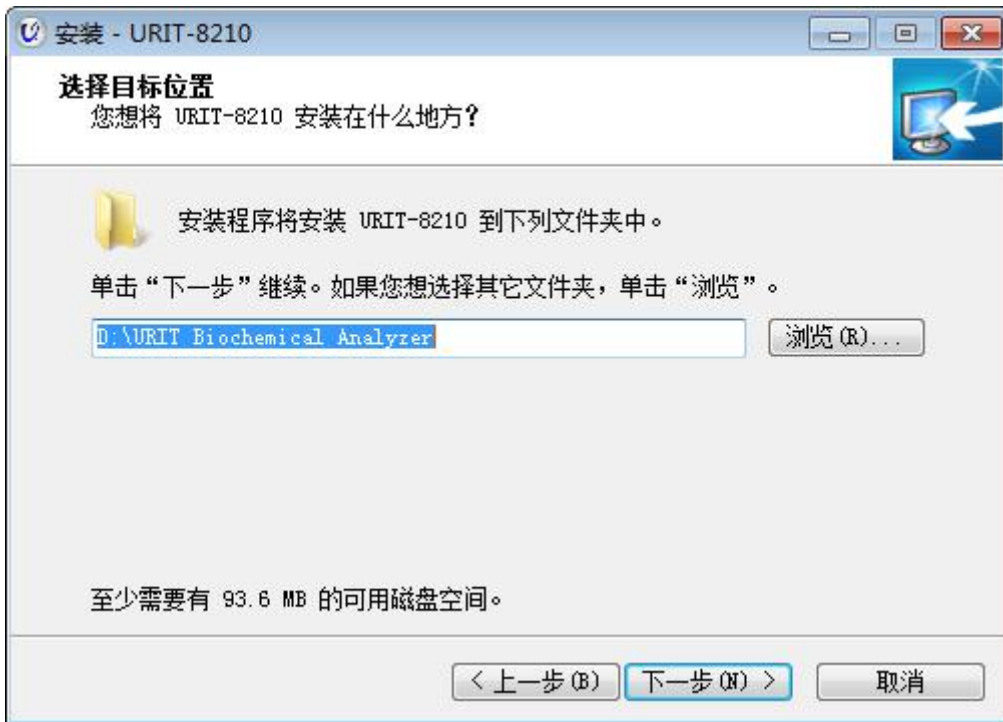 安装 - URIT-8210
选择目标位置
您想将 URIT-8210 安装在什么地方?
安装程序将安装 URIT-8210 到下列文件夹中。
单击“下一步”继续。如果您想选择其它文件夹,单击“浏览”。
D:\URIT Biochemical Analyzer
浏览(R)...
至少需要有 93.6 MB 的可用磁盘空间。
< 上一步(B)
下一步(N) >
取消